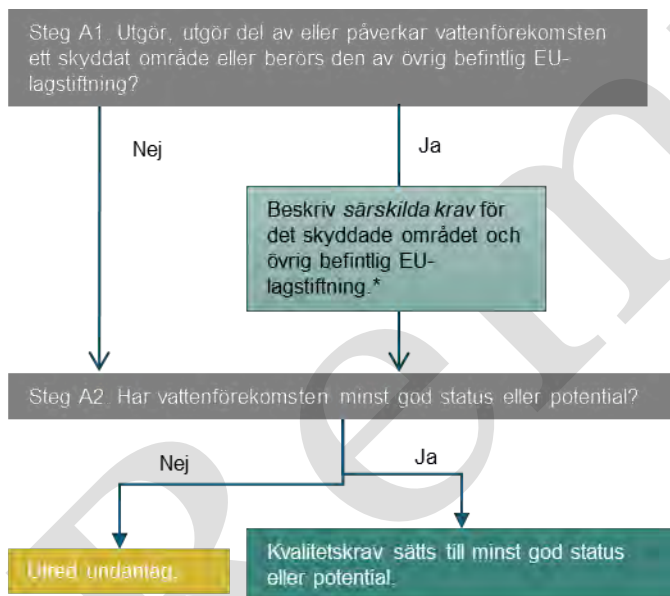 Steg A1. Utgör, utgör del av eller påverkar vattenförekomsten
ett skyddat område eller berörs den av övrig befintlig EU-
lagstiftning?
Nej
Ja
Beskriv särskilda krav för
det skyddade området och
övrig befintlig EU-
lagstiftning.*
Steg A2. Har vattenförekomsten minst god status eller potential?
Nej
Ja
Utred undantag.
Kvalitetskrav sätts till minst god status
eller potential.